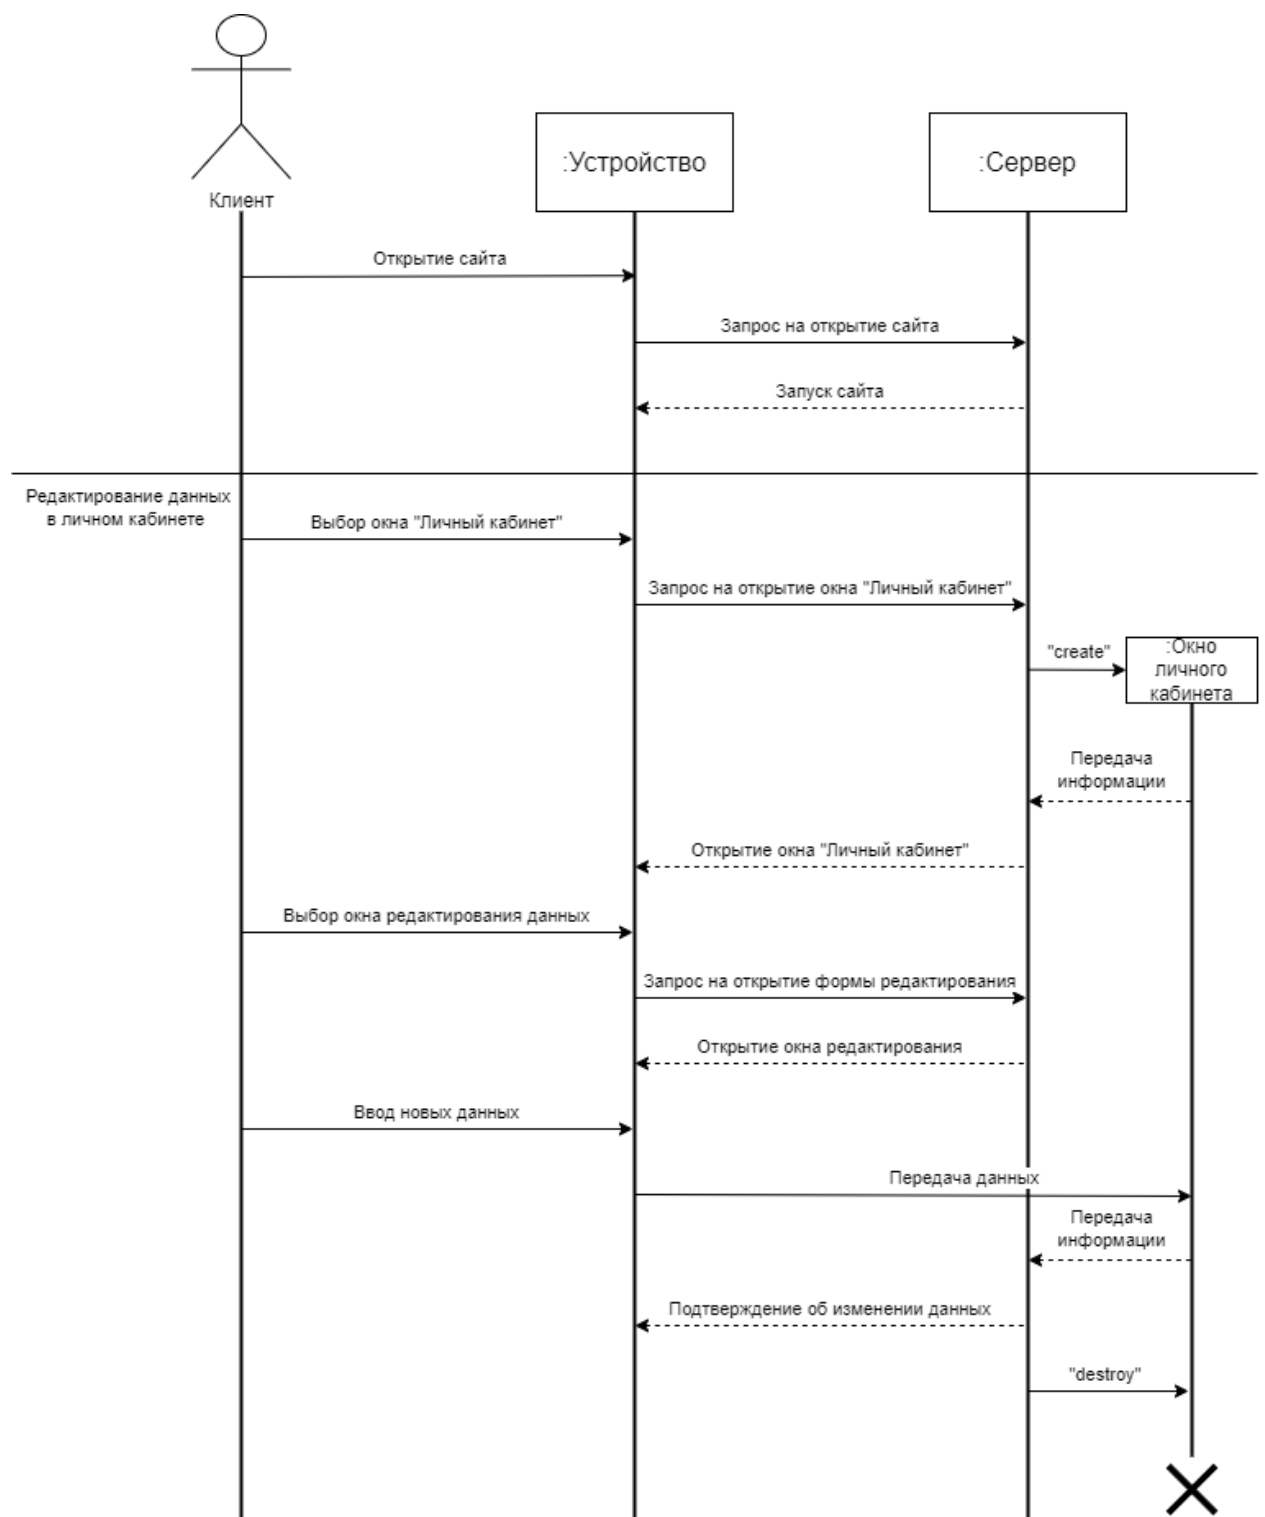 Клиент
:Устройство
:Сервер
Открытие сайта
Запрос на открытие сайта
Запуск сайта
Редактирование данных
в личном кабинете
Выбор окна "Личный кабинет"
Запрос на открытие окна "Личный кабинет"
"create"
:Окно
личного
кабинета
Передача
информации
Открытие окна "Личный кабинет"
Выбор окна редактирования данных
Запрос на открытие формы редактирования
Открытие окна редактирования
Ввод новых данных
Передача данных
Передача
информации
Подтверждение об изменении данных
"destroy"